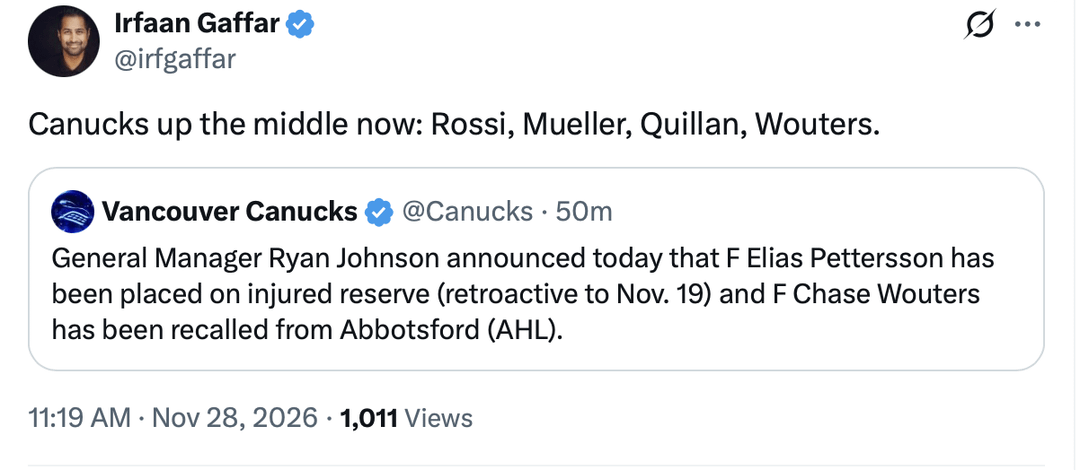 Irfaan Gaffar
@irfgaffar
Canucks up the middle now: Rossi, Mueller, Quillan, Wouters.
Vancouver Canucks @Canucks · 50m
General Manager Ryan Johnson announced today that F Elias Pettersson has
been placed on injured reserve (retroactive to Nov. 19) and F Chase Wouters
has been recalled from Abbotsford (AHL).
11:19 AM · Nov 28, 2026 · 1,011 Views